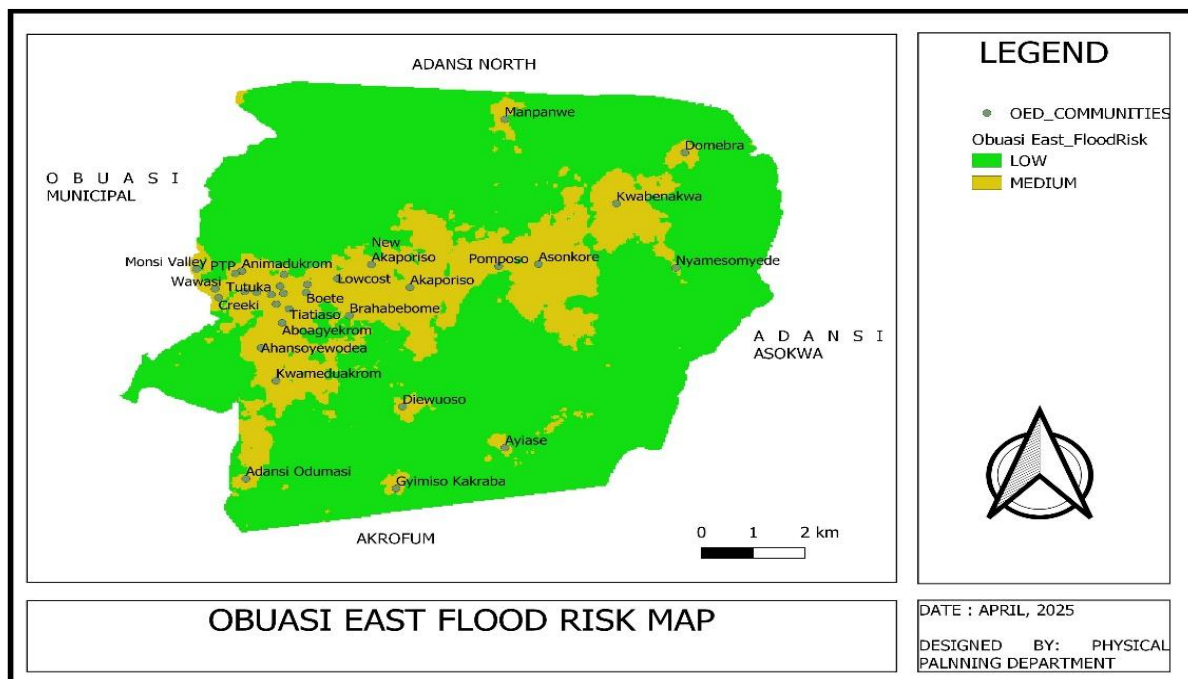 ADANSI NORTH
Manpanwe
Domebra
O B U A S I
MUNICIPAL
Kwabenakwa
New
Akaporiso
Monsi Valley
PTP
Animadukrom
Pomposo
Asonkore
Nyamesomyede
Wawasi
Tutuka
Lowcost
Akaporiso
Creeki
Boete
Tiatiaso
Brahabebome
Aboagyekrom
A D A N S I
ASOKWA
Ahansoyewodea
Kwameduakrom
Diewuoso
Ayiase
Adansi Odumasi
Gyimiso Kakraba
AKROFUM
0 1 2 km
LEGEND
OED_COMMUNITIES
Obuasi East_FloodRisk
LOW
MEDIUM
OBUASI EAST FLOOD RISK MAP
DATE : APRIL, 2025
DESIGNED BY: PHYSICAL
PALNNING DEPARTMENT